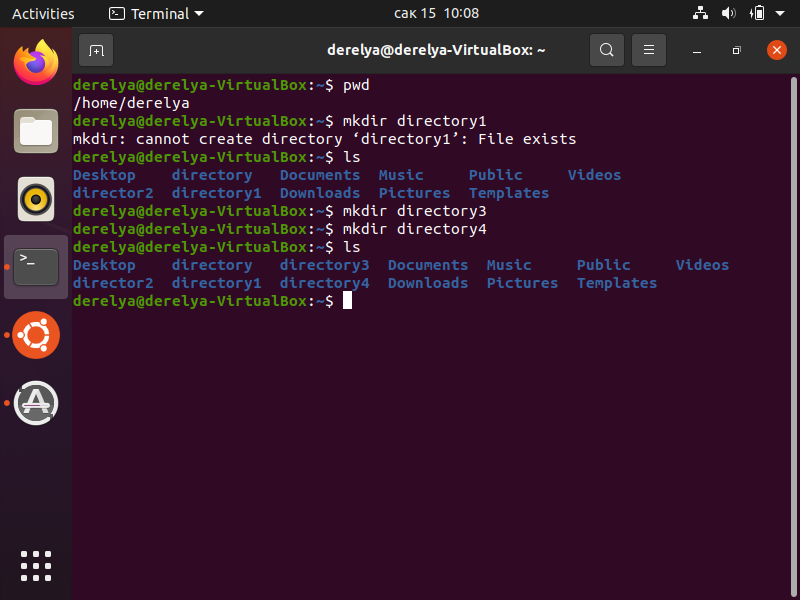 Activities Terminal сак 15 10:08
derelya@derelya-VirtualBox: ~
derelya@derelya-VirtualBox:~$ pwd
/home/derelya
derelya@derelya-VirtualBox:~$ mkdir directory1
mkdir: cannot create directory ‘directory1’: File exists
derelya@derelya-VirtualBox:~$ ls
Desktop directory Documents Music Public Videos
director2 directory1 Downloads Pictures Templates
derelya@derelya-VirtualBox:~$ mkdir directory3
derelya@derelya-VirtualBox:~$ mkdir directory4
derelya@derelya-VirtualBox:~$ ls
Desktop directory directory3 Documents Music Public Videos
director2 directory1 directory4 Downloads Pictures Templates
derelya@derelya-VirtualBox:~$